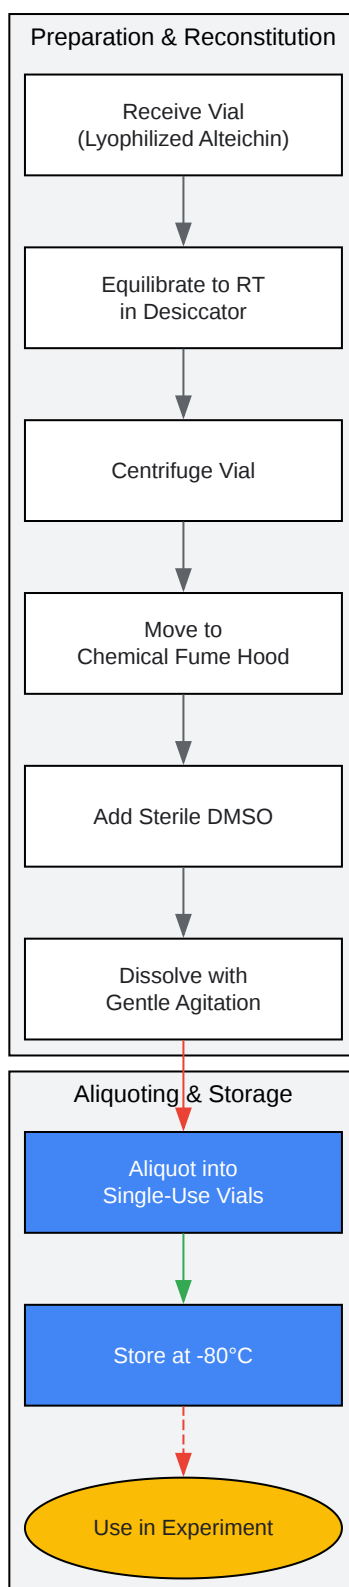 Preparation & Reconstitution
Receive Vial
(Lyophilized Alteichin)
Equilibrate to RT
in Desiccator
Centrifuge Vial
Move to
Chemical Fume Hood
Add Sterile DMSO
Dissolve with
Gentle Agitation
Aliquoting & Storage
Aliquot into
Single-Use Vials
Store at -80°C
Use in Experiment